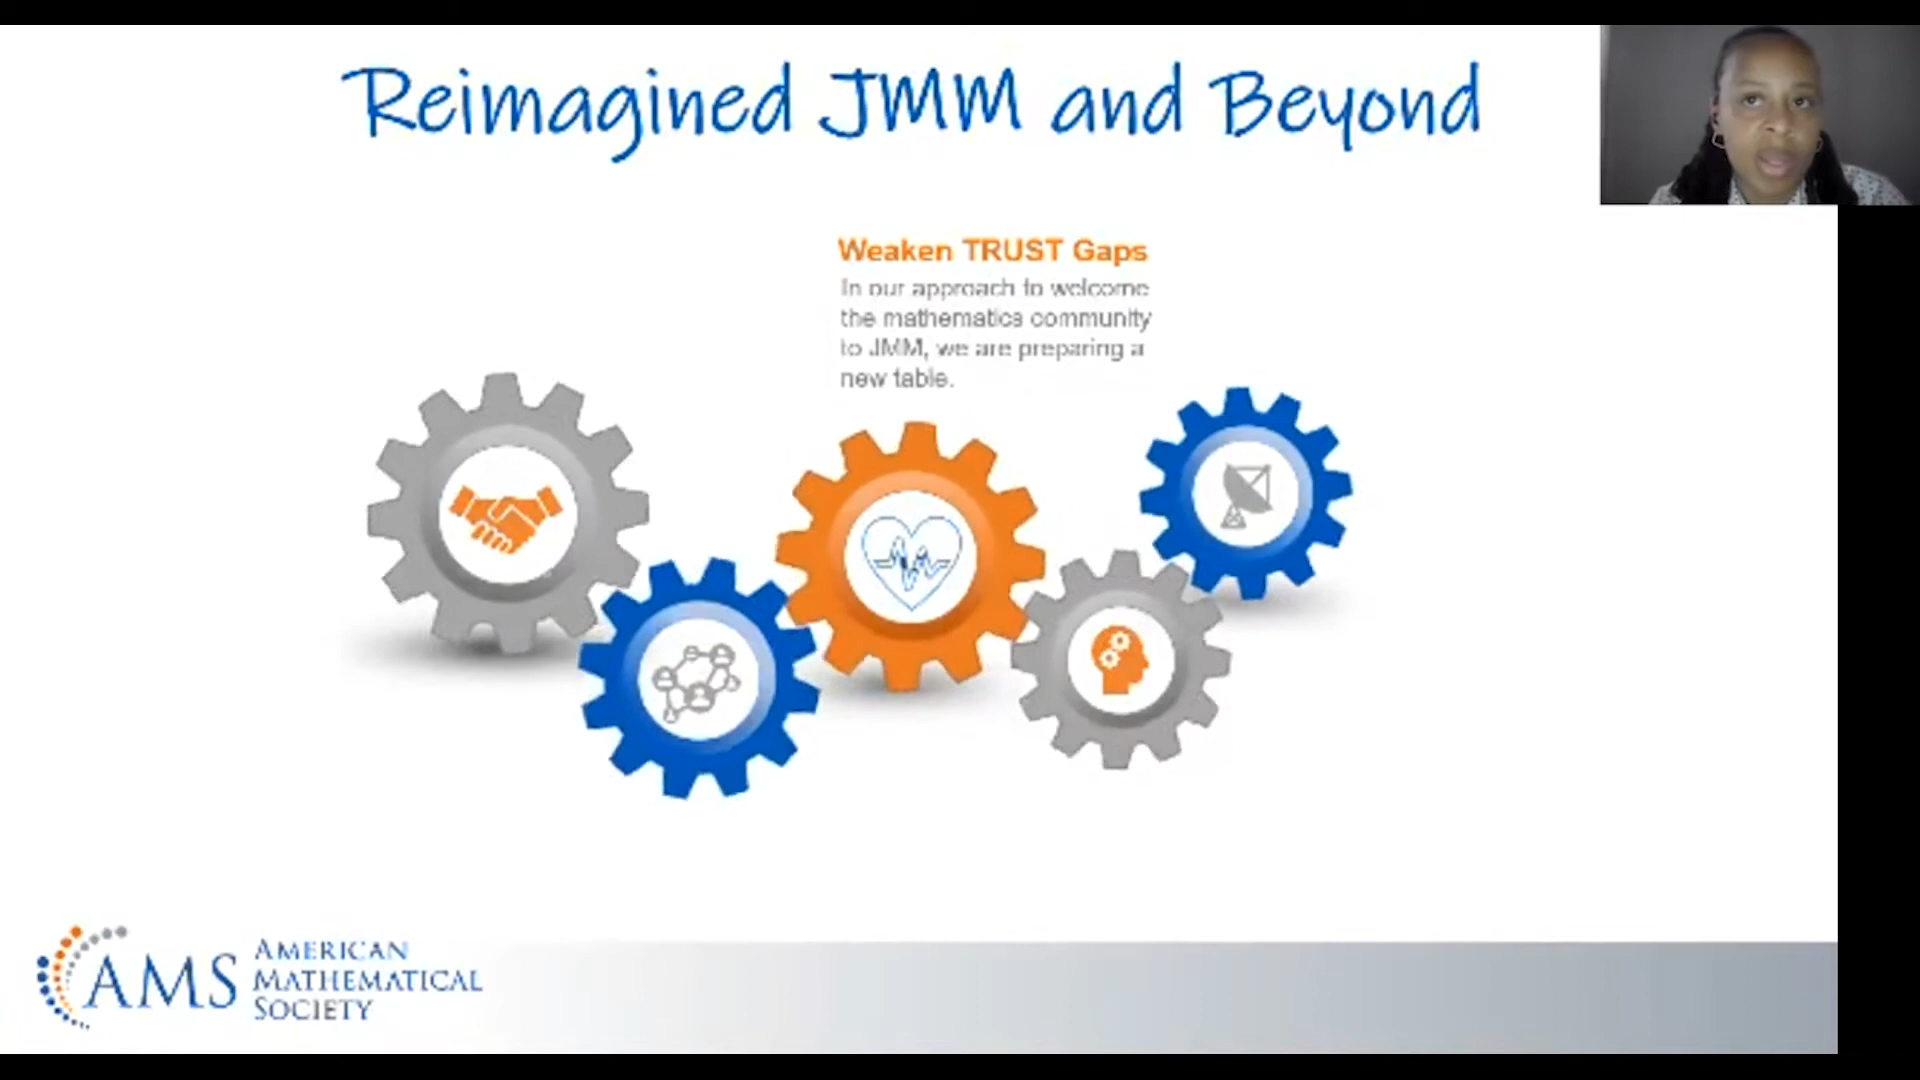 Reimagined JMM and Beyond
Weaken TRUST Gaps
In our approach to welcome
the mathematics community
to JMM, we are preparing a
new table.
AMS
AMERICAN
MATHEMATICAL
SOCIETY